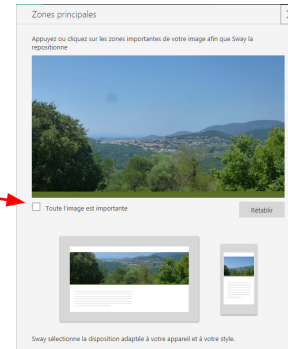 Zones principales
Appuyez ou cliquez sur les zones importantes de votre image afin que Sway la
repositionne
Toute l'image est importante
Rétablir
Sway sélectionne la disposition adaptée à votre appareil et à votre style.